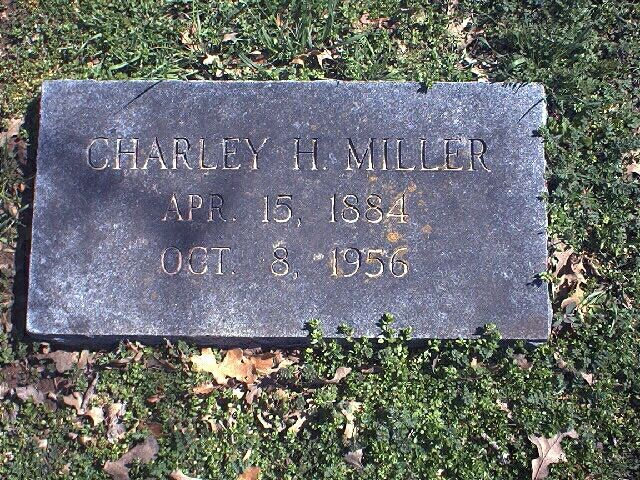 CHARLEY H. MILLER
APR. 15, 1884
OCT. 8, 1956